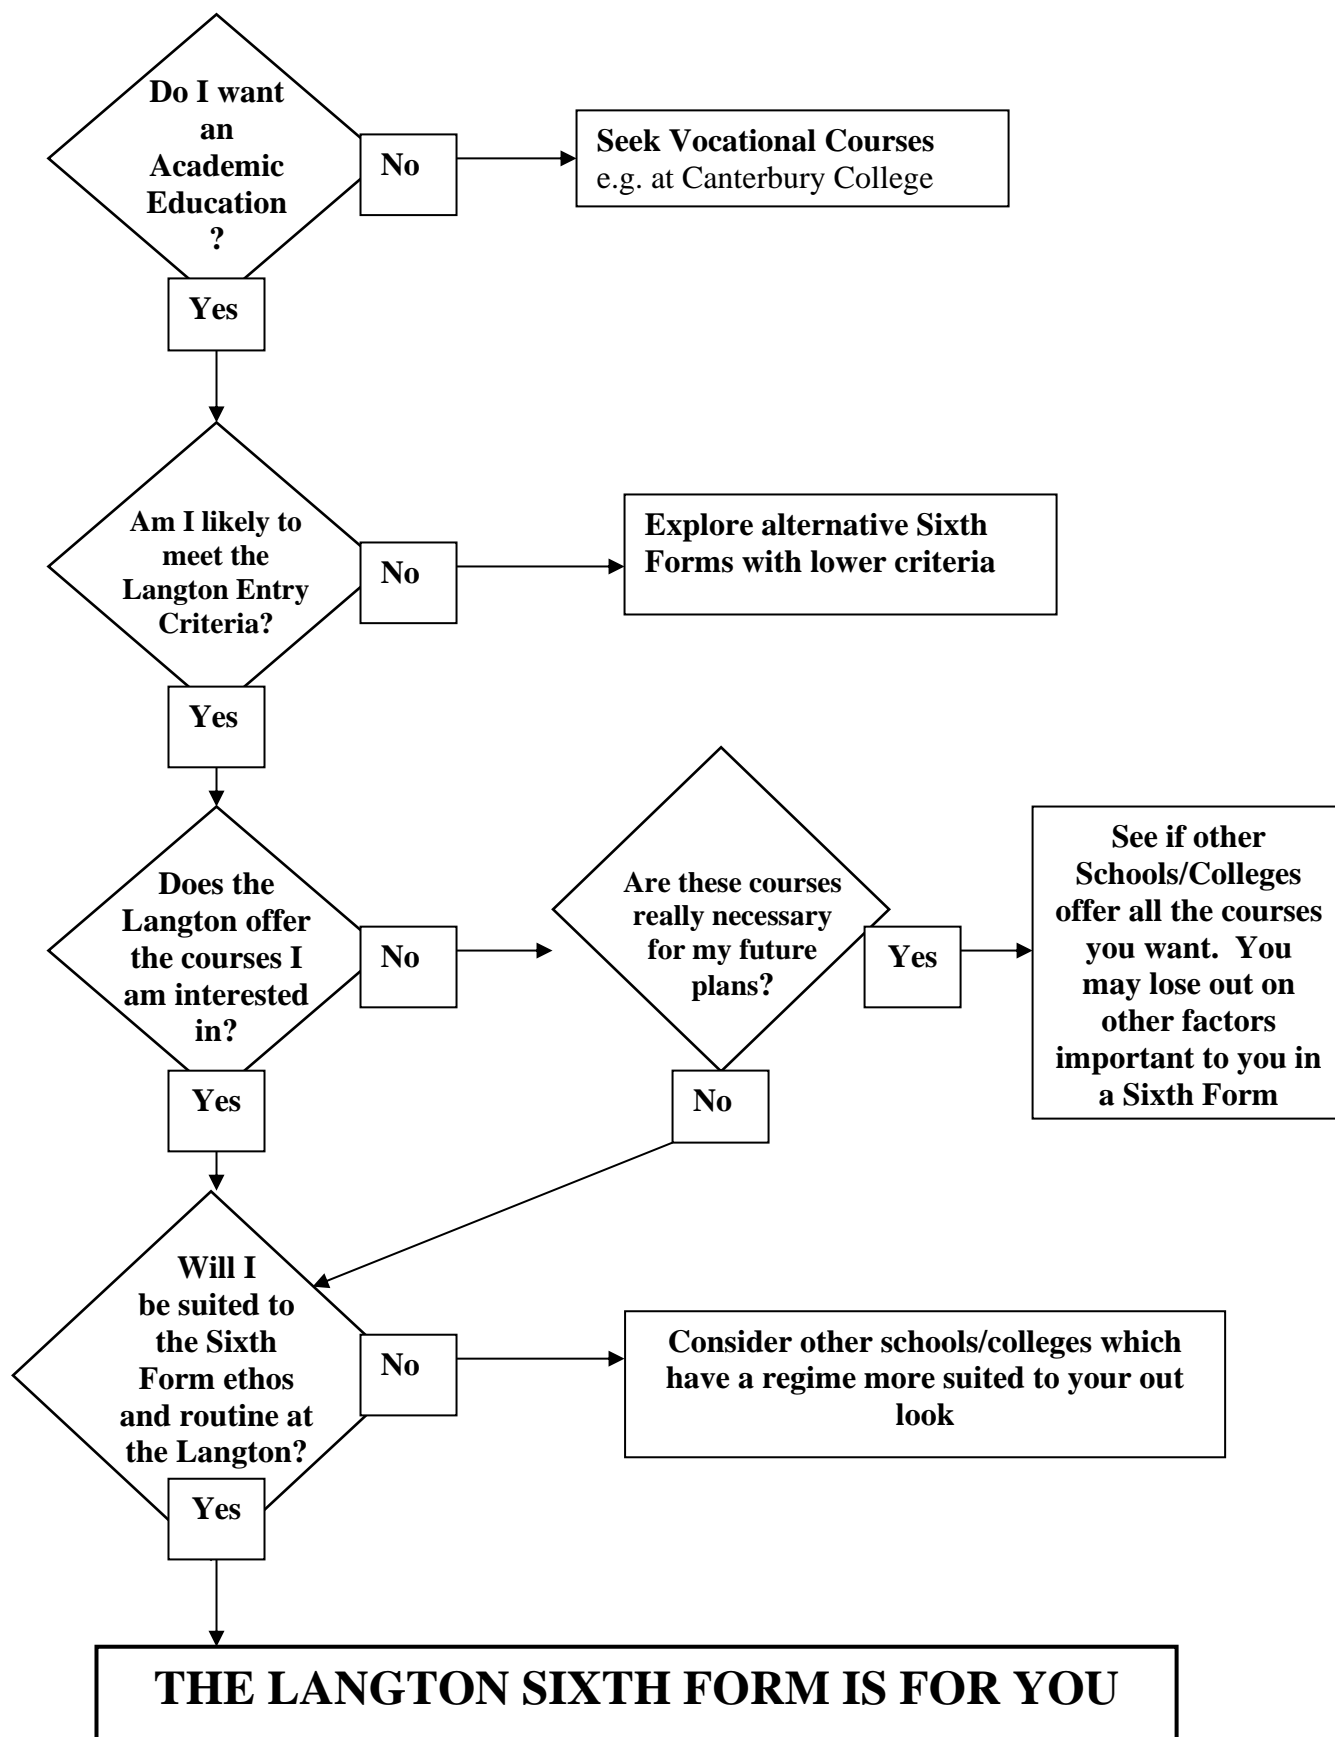 Do I want
an
Academic
Education
?
No
Seek Vocational Courses
e.g. at Canterbury College
Yes
Am I likely to
meet the
Langton Entry
Criteria?
No
Explore alternative Sixth
Forms with lower criteria
Yes
Does the
Langton offer
the courses I
am interested
in?
No
Are these courses
really necessary
for my future
plans?
Yes
See if other
Schools/Colleges
offer all the courses
you want.  You
may lose out on
other factors
important to you in
a Sixth Form
Yes
No
Will I
be suited to
the Sixth
Form ethos
and routine at
the Langton?
No
Consider other schools/colleges which
have a regime more suited to your out
look
Yes
THE LANGTON SIXTH FORM IS FOR YOU